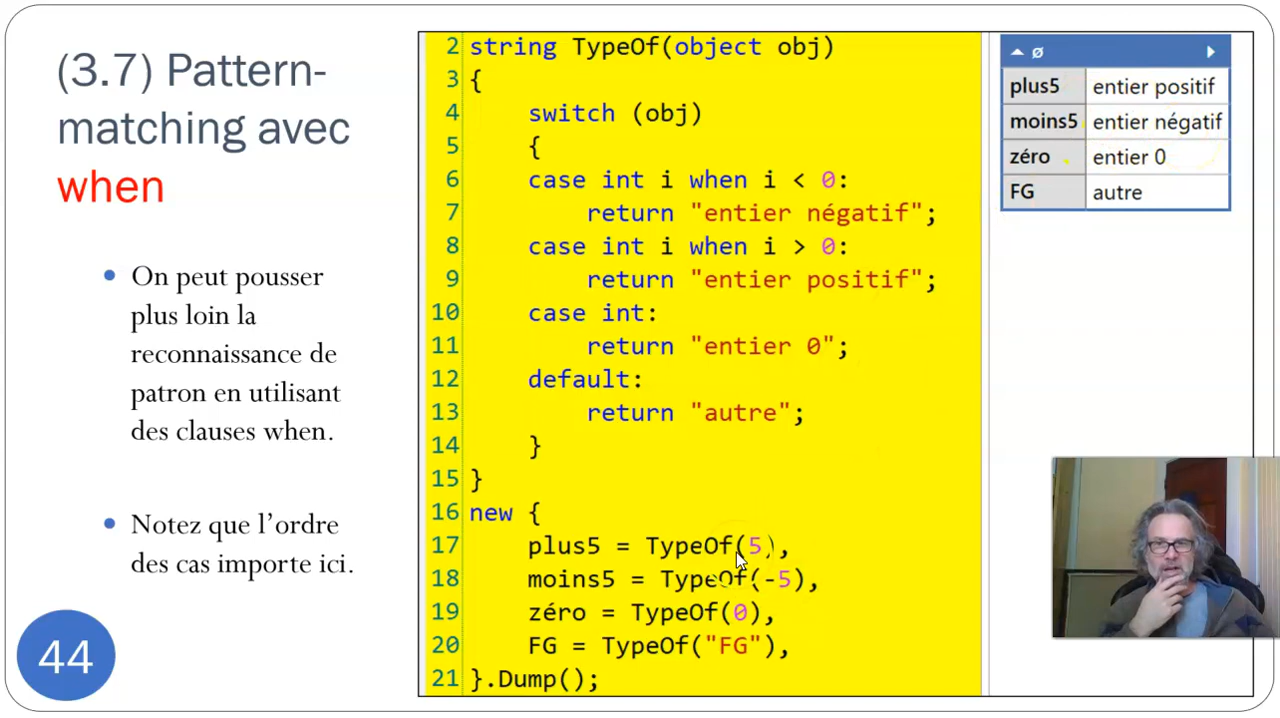 (3.7) Pattern-
matching avec
when
On peut pousser
plus loin la
reconnaissance de
patron en utilisant
des clauses when.
Notez que l’ordre
des cas importe ici.
44
2 string TypeOf(object obj)
3 {
4 switch (obj)
5 {
6 case int i when i < 0:
7 return "entier négatif";
8 case int i when i > 0:
9 return "entier positif";
10 case int:
11 return "entier 0";
12 default:
13 return "autre";
14 }
15 }
16 new {
17 plus5 = TypeOf(5),
18 moins5 = TypeOf(-5),
19 zéro = TypeOf(0),
20 FG = TypeOf("FG"),
21 }.Dump();
ø
plus5 entier positif
moins5 entier négatif
zéro entier 0
FG autre